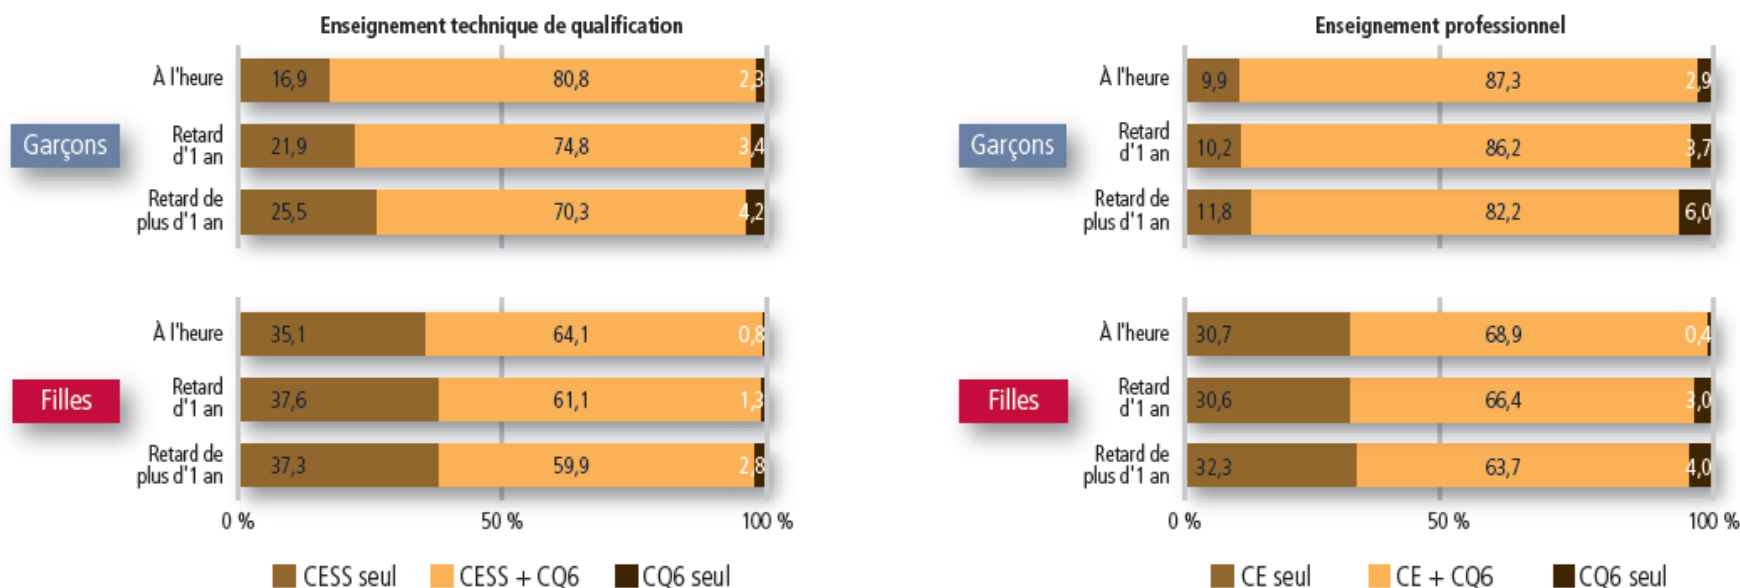 Enseignement technique de qualification
À l'heure
16,9
80,8
2,3
Garçons
Retard
d'1 an
21,9
74,8
3,4
Retard de
plus d'1 an
25,5
70,3
4,2
À l'heure
35,1
64,1
0,8
Filles
Retard
d'1 an
37,6
61,1
1,3
Retard de
plus d'1 an
37,3
59,9
2,8
0 %
50 %
100 %
CESS seul
CESS + CQ6
CQ6 seul
Enseignement professionnel
À l'heure
9,9
87,3
2,9
Garçons
Retard
d'1 an
10,2
86,2
3,7
Retard de
plus d'1 an
11,8
82,2
6,0
À l'heure
30,7
68,9
0,4
Filles
Retard
d'1 an
30,6
66,4
3,0
Retard de
plus d'1 an
32,3
63,7
4,0
0 %
50 %
100 %
CE seul
CE + CQ6
CQ6 seul